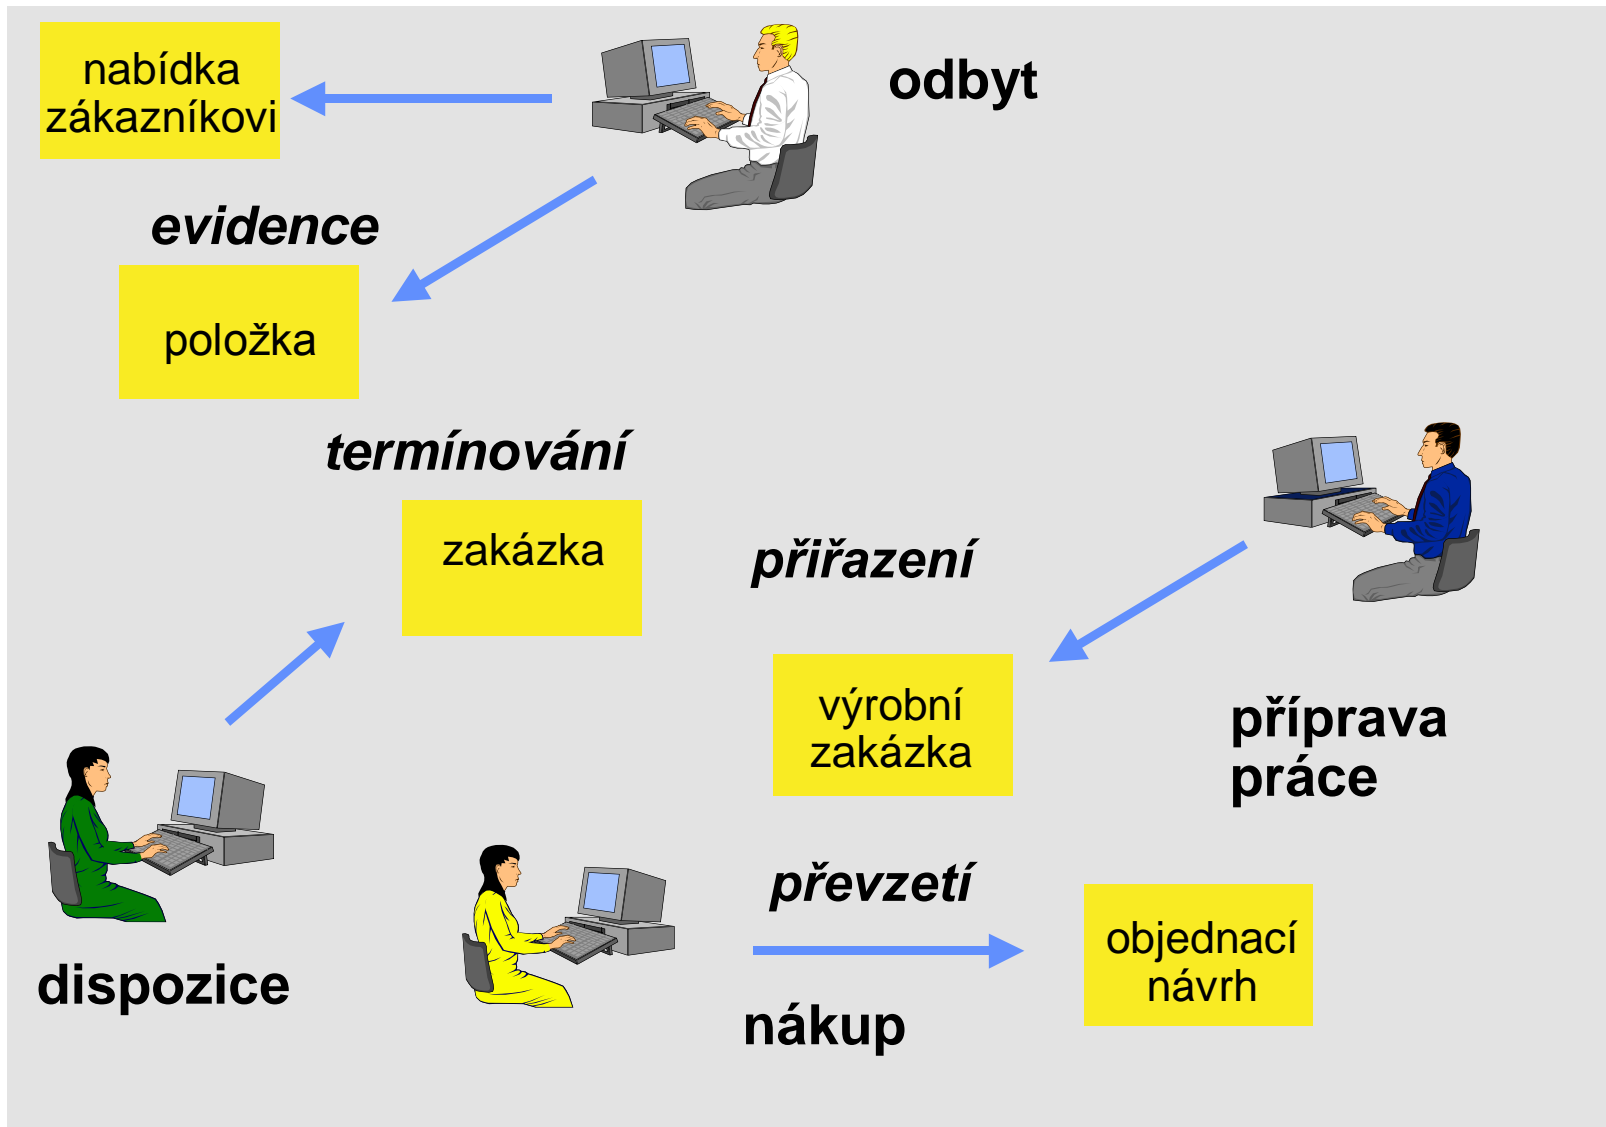 nabídka
zákazníkovi
odbyt
evidence
položka
termínování
zakázka
přiřazení
výrobní
zakázka
příprava
práce
převzetí
objednací
návrh
dispozice
nákup